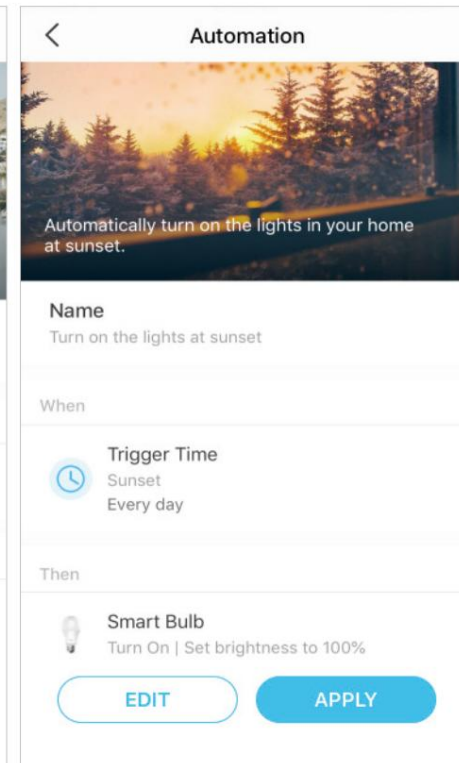 Automation
Automatically turn on the lights in your home
at sunset.
Name
Turn on the lights at sunset
When
Trigger Time
Sunset
Every day
Then
Smart Bulb
Turn On | Set brightness to 100%
EDIT
APPLY